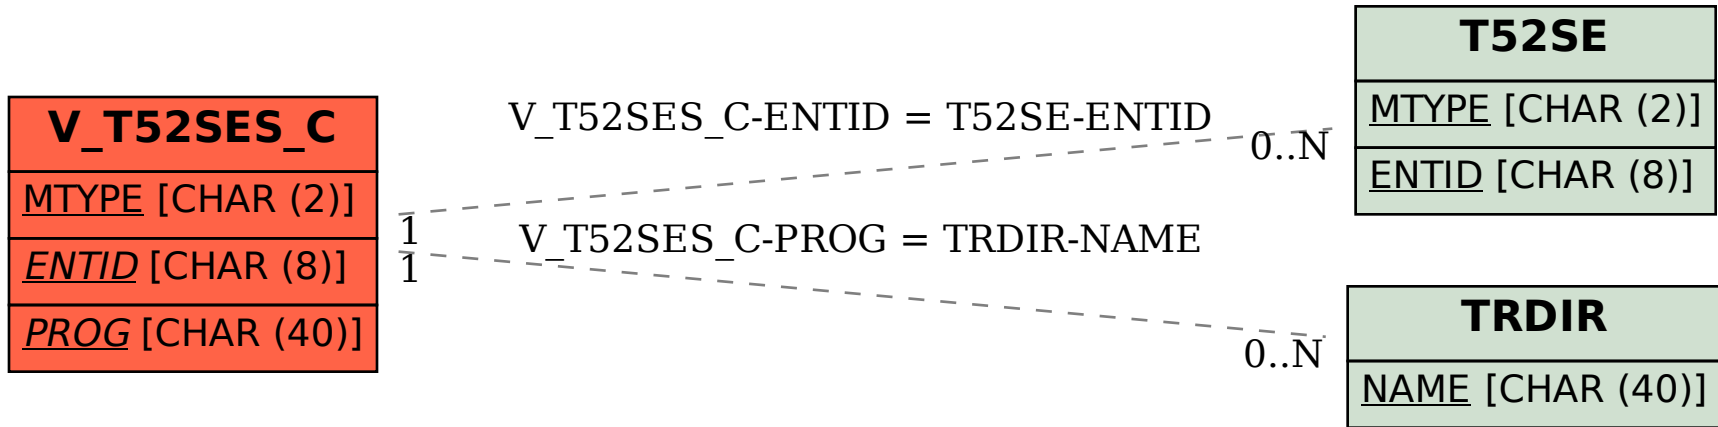 V_T52SES_C
MTYPE [CHAR (2)]
ENTID [CHAR (8)]
PROG [CHAR (40)]
V_T52SES_C-ENTID = T52SE-ENTID
0..N
1
V_T52SES_C-PROG = TRDIR-NAME
1
0..N
T52SE
MTYPE [CHAR (2)]
ENTID [CHAR (8)]
TRDIR
NAME [CHAR (40)]